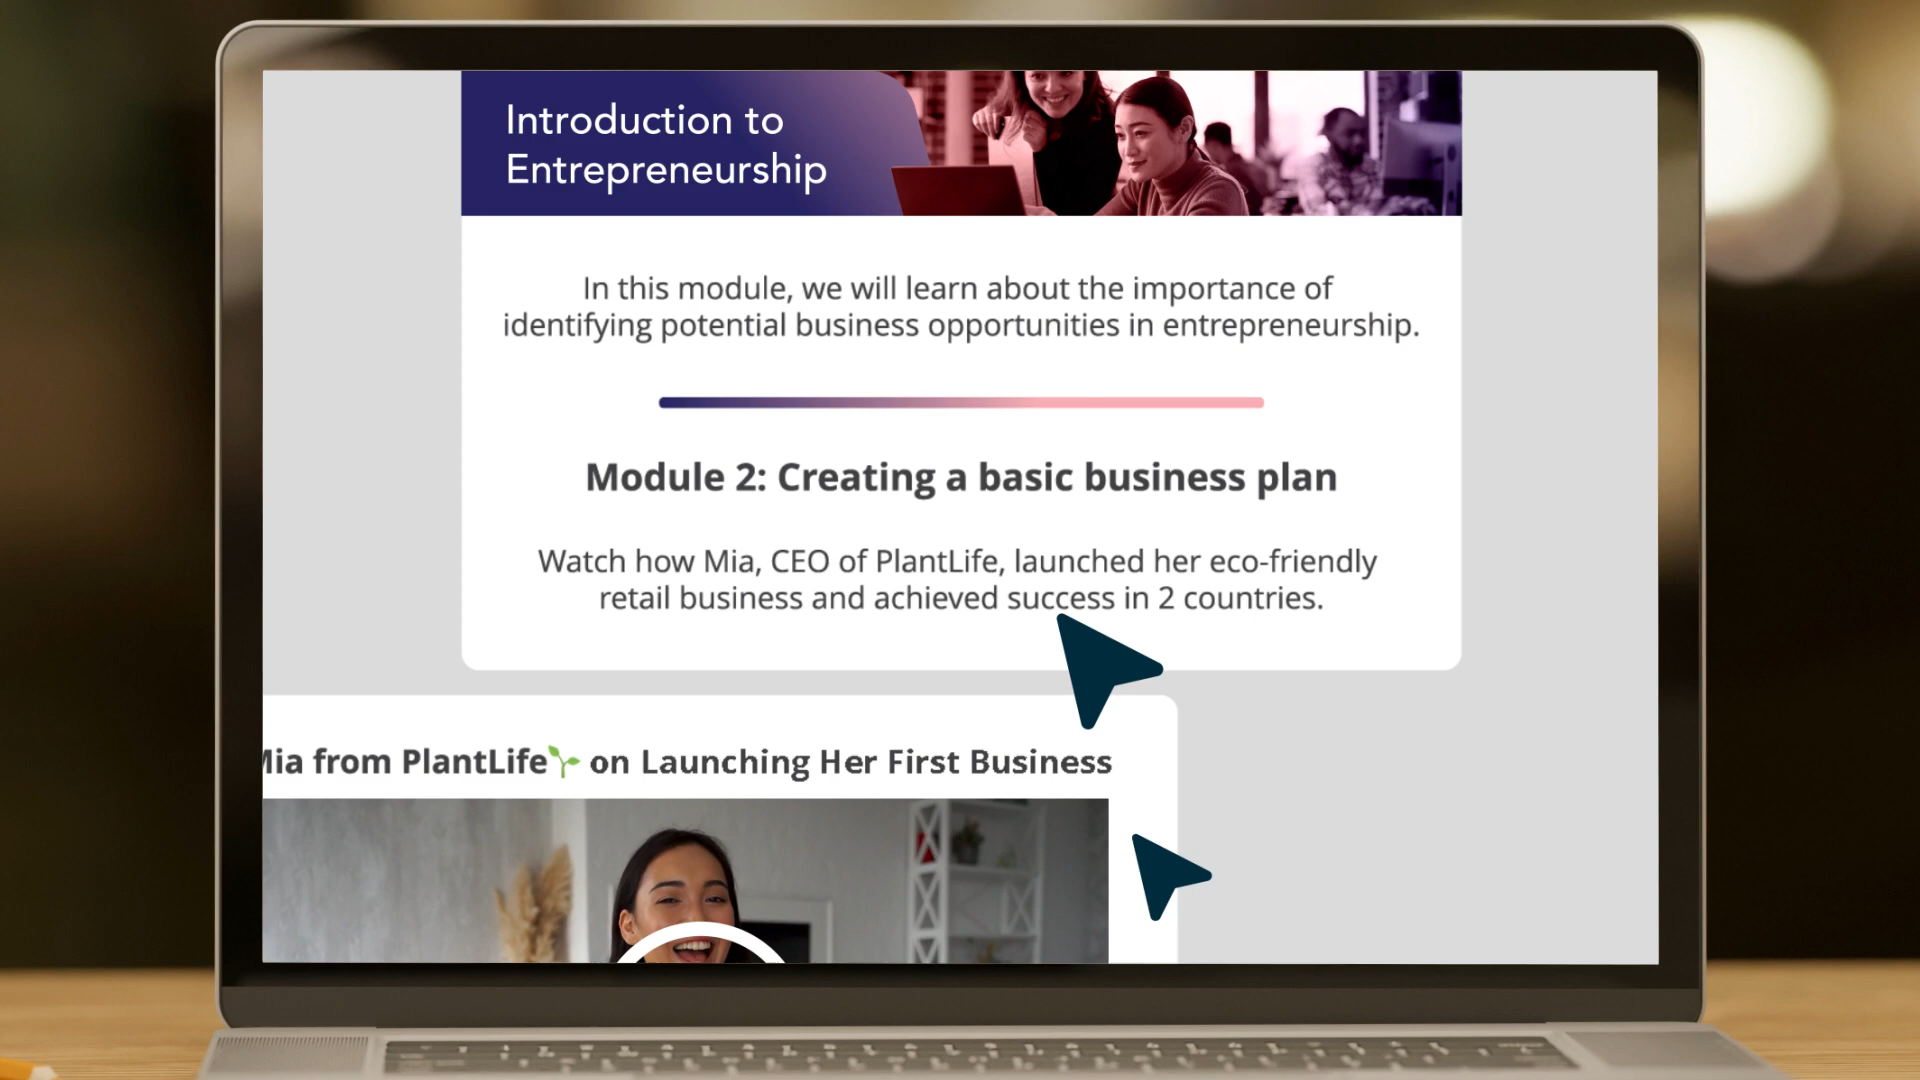 Introduction to
Entrepreneurship
In this module, we will learn about the importance of
identifying potential business opportunities in entrepreneurship.
Module 2: Creating a basic business plan
Watch how Mia, CEO of PlantLife, launched her eco-friendly
retail business and achieved success in 2 countries.
Mia from PlantLife🌱 on Launching Her First Business